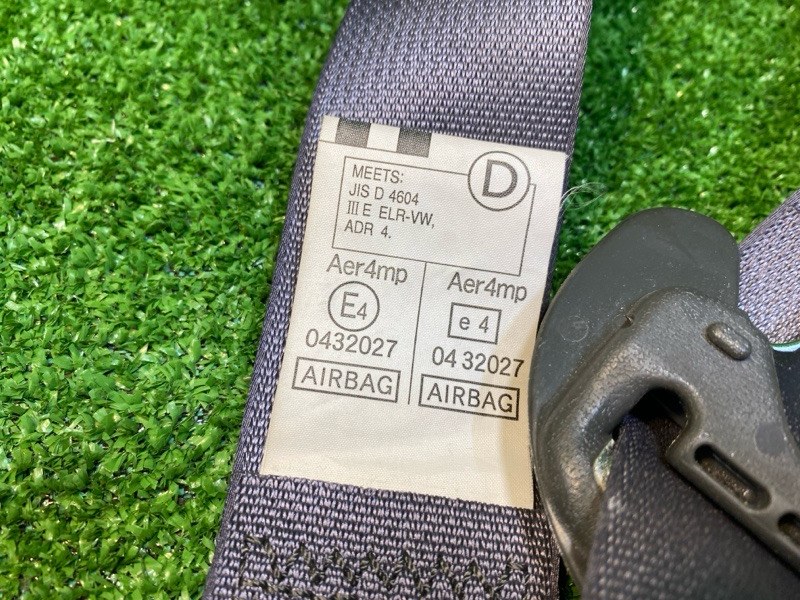 D
MEETS:
JIS D 4604
III E ELR-VW,
ADR 4.
Aer4mp
E4
0432027
AIRBAG
Aer4mp
e 4
04 32027
AIRBAG